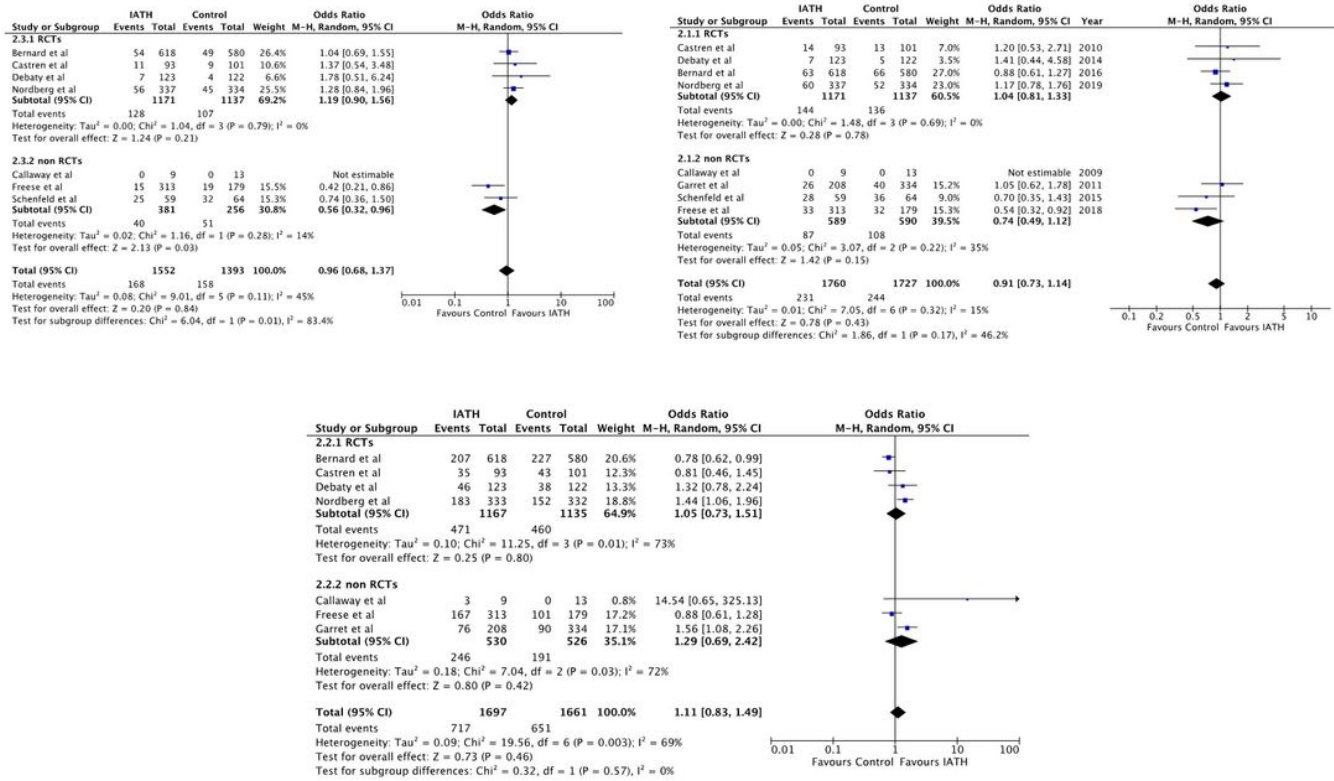 IATH Control Odds Ratio Odds Ratio
Study or Subgroup Events Total Events Total Weight M-H, Random, 95% CI M-H, Random, 95% CI
2.3.1 RCTs
Bernard et al 54 618 49 580 26.4% 1.04 [0.69, 1.55]
Castren et al 11 93 9 101 10.6% 1.37 [0.54, 3.48]
Debaty et al 7 123 4 122 6.6% 1.78 [0.51, 6.24]
Nordberg et al 56 337 45 334 25.5% 1.28 [0.84, 1.96]
Subtotal (95% CI) 1171 1137 69.2% 1.19 [0.90, 1.56]
Total events 128 107
Heterogeneity: Tau² = 0.00; Chi² = 1.04, df = 3 (P = 0.79); I² = 0%
Test for overall effect: Z = 1.24 (P = 0.21)
2.3.2 non RCTs
Callaway et al 0 9 0 13 Not estimable
Freese et al 15 313 19 179 15.5% 0.42 [0.21, 0.86]
Schenfeld et al 25 59 32 64 15.3% 0.74 [0.36, 1.50]
Subtotal (95% CI) 381 256 30.8% 0.56 [0.32, 0.96]
Total events 40 51
Heterogeneity: Tau² = 0.02; Chi² = 1.16, df = 1 (P = 0.28); I² = 14%
Test for overall effect: Z = 2.13 (P = 0.03)
Total (95% CI) 1552 1393 100.0% 0.96 [0.68, 1.37]
Total events 168 158
Heterogeneity: Tau² = 0.08; Chi² = 9.01, df = 5 (P = 0.11); I² = 45%
Test for overall effect: Z = 0.20 (P = 0.84)
Test for subgroup differences: Chi² = 6.04, df = 1 (P = 0.01), I² = 83.4%
0.01 0.1 1 10 100
Favours Control Favours IATH
IATH Control Odds Ratio Odds Ratio
Study or Subgroup Events Total Events Total Weight M-H, Random, 95% CI Year M-H, Random, 95% CI
2.1.1 RCTs
Castren et al 14 93 13 101 7.0% 1.20 [0.53, 2.71] 2010
Debaty et al 7 123 5 122 3.5% 1.41 [0.44, 4.58] 2014
Bernard et al 63 618 66 580 27.0% 0.88 [0.61, 1.27] 2016
Nordberg et al 60 337 52 334 23.0% 1.17 [0.78, 1.76] 2019
Subtotal (95% CI) 1171 1137 60.5% 1.04 [0.81, 1.33]
Total events 144 136
Heterogeneity: Tau² = 0.00; Chi² = 1.48, df = 3 (P = 0.69); I² = 0%
Test for overall effect: Z = 0.28 (P = 0.78)
2.1.2 non RCTs
Callaway et al 0 9 0 13 Not estimable 2009
Garret et al 26 208 40 334 15.2% 1.05 [0.62, 1.78] 2011
Schenfeld et al 28 59 36 64 9.0% 0.70 [0.35, 1.43] 2015
Freese et al 33 313 32 179 15.3% 0.54 [0.32, 0.92] 2018
Subtotal (95% CI) 589 590 39.5% 0.74 [0.49, 1.12]
Total events 87 108
Heterogeneity: Tau² = 0.05; Chi² = 3.07, df = 2 (P = 0.22); I² = 35%
Test for overall effect: Z = 1.42 (P = 0.15)
Total (95% CI) 1760 1727 100.0% 0.91 [0.73, 1.14]
Total events 231 244
Heterogeneity: Tau² = 0.01; Chi² = 7.05, df = 6 (P = 0.32); I² = 15%
Test for overall effect: Z = 0.78 (P = 0.43)
Test for subgroup differences: Chi² = 1.86, df = 1 (P = 0.17), I² = 46.2%
0.1 0.2 0.5 1 2 5 10
Favours Control Favours IATH
IATH Control Odds Ratio Odds Ratio
Study or Subgroup Events Total Events Total Weight M-H, Random, 95% CI M-H, Random, 95% CI
2.2.1 RCTs
Bernard et al 207 618 227 580 20.6% 0.78 [0.62, 0.99]
Castren et al 35 93 43 101 12.3% 0.81 [0.46, 1.45]
Debaty et al 46 123 38 122 13.3% 1.32 [0.78, 2.24]
Nordberg et al 183 333 152 332 18.8% 1.44 [1.06, 1.96]
Subtotal (95% CI) 1167 1135 64.9% 1.05 [0.73, 1.51]
Total events 471 460
Heterogeneity: Tau² = 0.10; Chi² = 11.25, df = 3 (P = 0.01); I² = 73%
Test for overall effect: Z = 0.25 (P = 0.80)
2.2.2 non RCTs
Callaway et al 3 9 0 13 0.8% 14.54 [0.65, 325.13]
Freese et al 167 313 101 179 17.2% 0.88 [0.61, 1.28]
Garret et al 76 208 90 334 17.1% 1.56 [1.08, 2.26]
Subtotal (95% CI) 530 526 35.1% 1.29 [0.69, 2.42]
Total events 246 191
Heterogeneity: Tau² = 0.18; Chi² = 7.04, df = 2 (P = 0.03); I² = 72%
Test for overall effect: Z = 0.80 (P = 0.42)
Total (95% CI) 1697 1661 100.0% 1.11 [0.83, 1.49]
Total events 717 651
Heterogeneity: Tau² = 0.09; Chi² = 19.56, df = 6 (P = 0.003); I² = 69%
Test for overall effect: Z = 0.73 (P = 0.46)
Test for subgroup differences: Chi² = 0.32, df = 1 (P = 0.57), I² = 0%
0.01 0.1 1 10 100
Favours Control Favours IATH